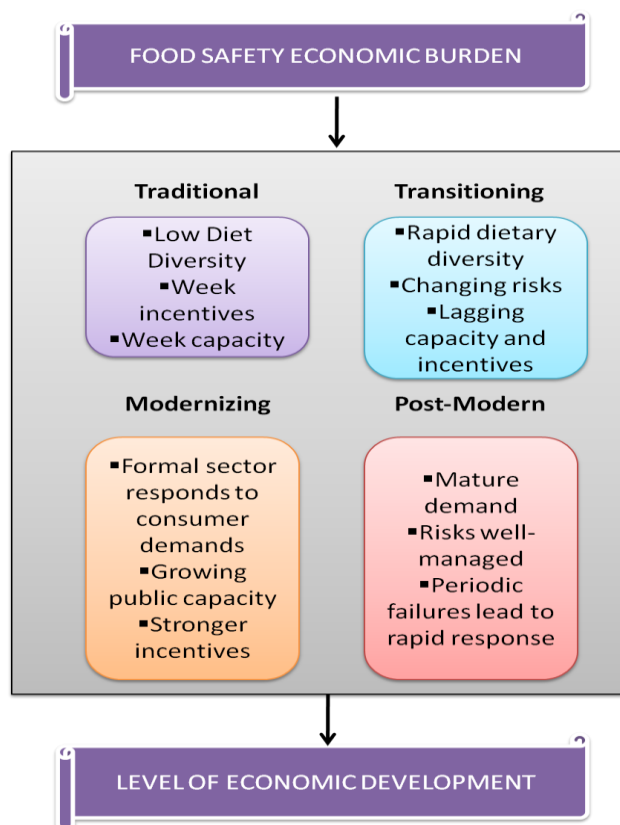 FOOD SAFETY ECONOMIC BURDEN
Traditional
▪Low Diet
Diversity
▪Week
incentives
▪Week capacity
Transitioning
▪Rapid dietary
diversity
▪Changing risks
▪Lagging
capacity and
incentives
Modernizing
▪Formal sector
responds to
consumer
demands
▪Growing
public capacity
▪Stronger
incentives
Post-Modern
▪Mature
demand
▪Risks well-
managed
▪Periodic
failures lead to
rapid response
LEVEL OF ECONOMIC DEVELOPMENT